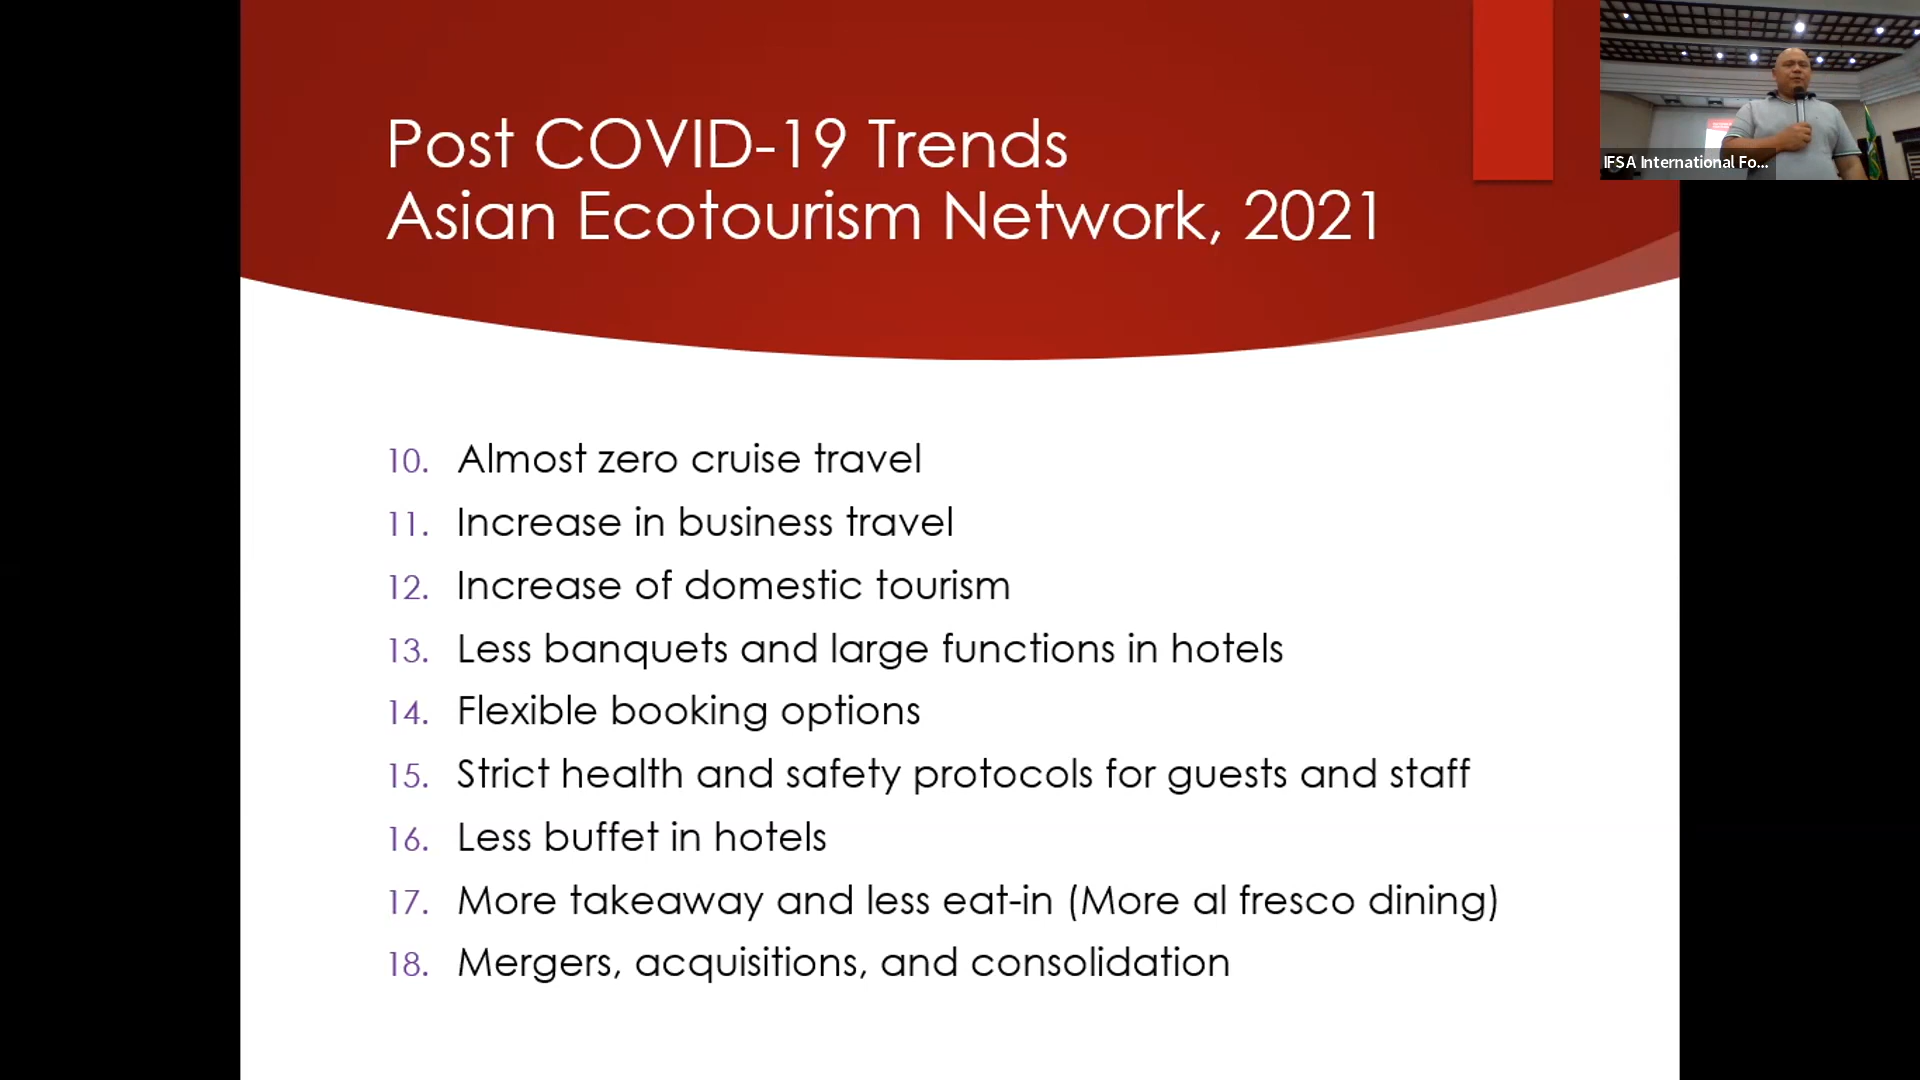 Post COVID-19 Trends
Asian Ecotourism Network, 2021
IFSA International Fo...
10. Almost zero cruise travel
11. Increase in business travel
12. Increase of domestic tourism
13. Less banquets and large functions in hotels
14. Flexible booking options
15. Strict health and safety protocols for guests and staff
16. Less buffet in hotels
17. More takeaway and less eat-in (More al fresco dining)
18. Mergers, acquisitions, and consolidation